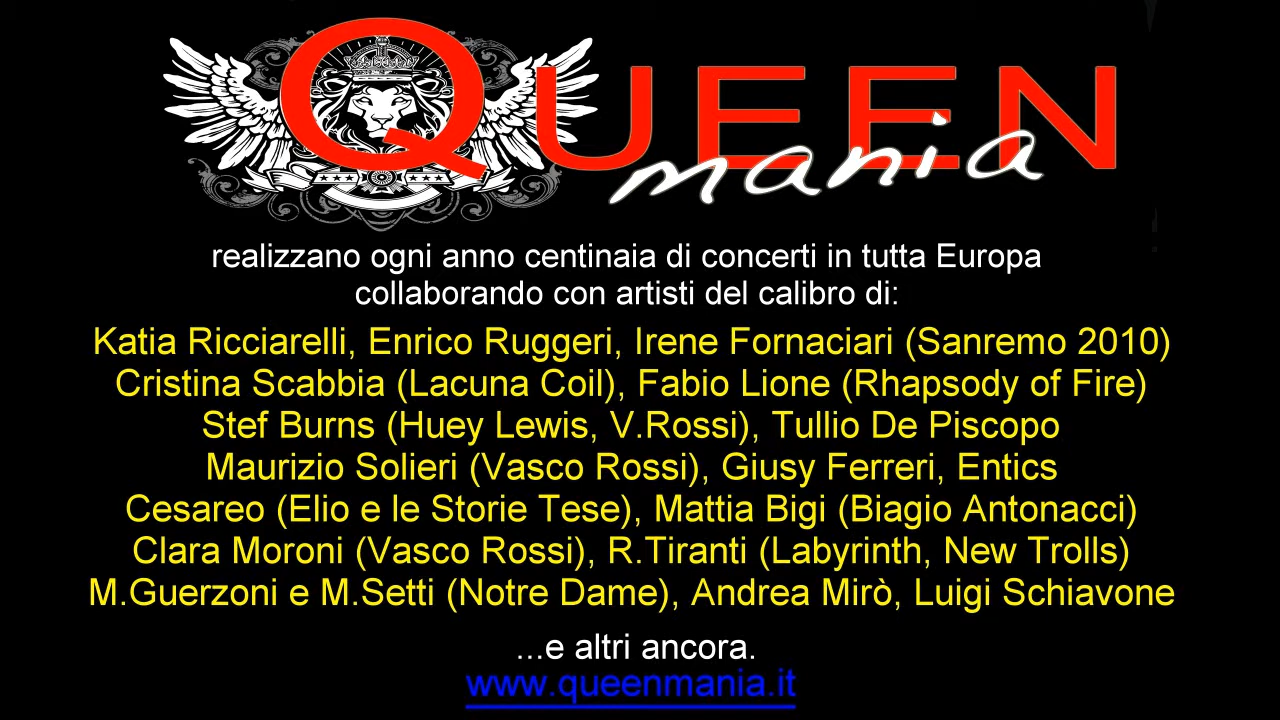 QUEEN
mania
realizzano ogni anno centinaia di concerti in tutta Europa
collaborando con artisti del calibro di:
Katia Ricciarelli, Enrico Ruggeri, Irene Fornaciari (Sanremo 2010)
Cristina Scabbia (Lacuna Coil), Fabio Lione (Rhapsody of Fire)
Stef Burns (Huey Lewis, V.Rossi), Tullio De Piscopo
Maurizio Solieri (Vasco Rossi), Giusy Ferreri, Entics
Cesareo (Elio e le Storie Tese), Mattia Bigi (Biagio Antonacci)
Clara Moroni (Vasco Rossi), R.Tiranti (Labyrinth, New Trolls)
M.Guerzoni e M.Setti (Notre Dame), Andrea Mirò, Luigi Schiavone
...e altri ancora.
www.queenmania.it